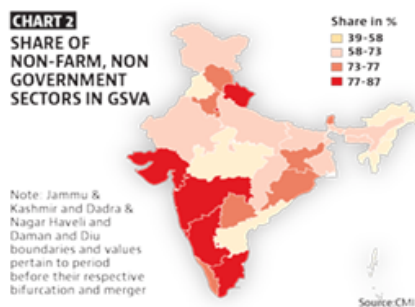 CHART 2
SHARE OF
NON-FARM, NON
GOVERNMENT
SECTORS IN GSVA
Share in %
39-58
58-73
73-77
77-87
Note: Jammu &
Kashmir and Dadra &
Nagar Haveli and
Daman and Diu
boundaries and values
pertain to period
before their respective
bifurcation and merger
Source:CMI